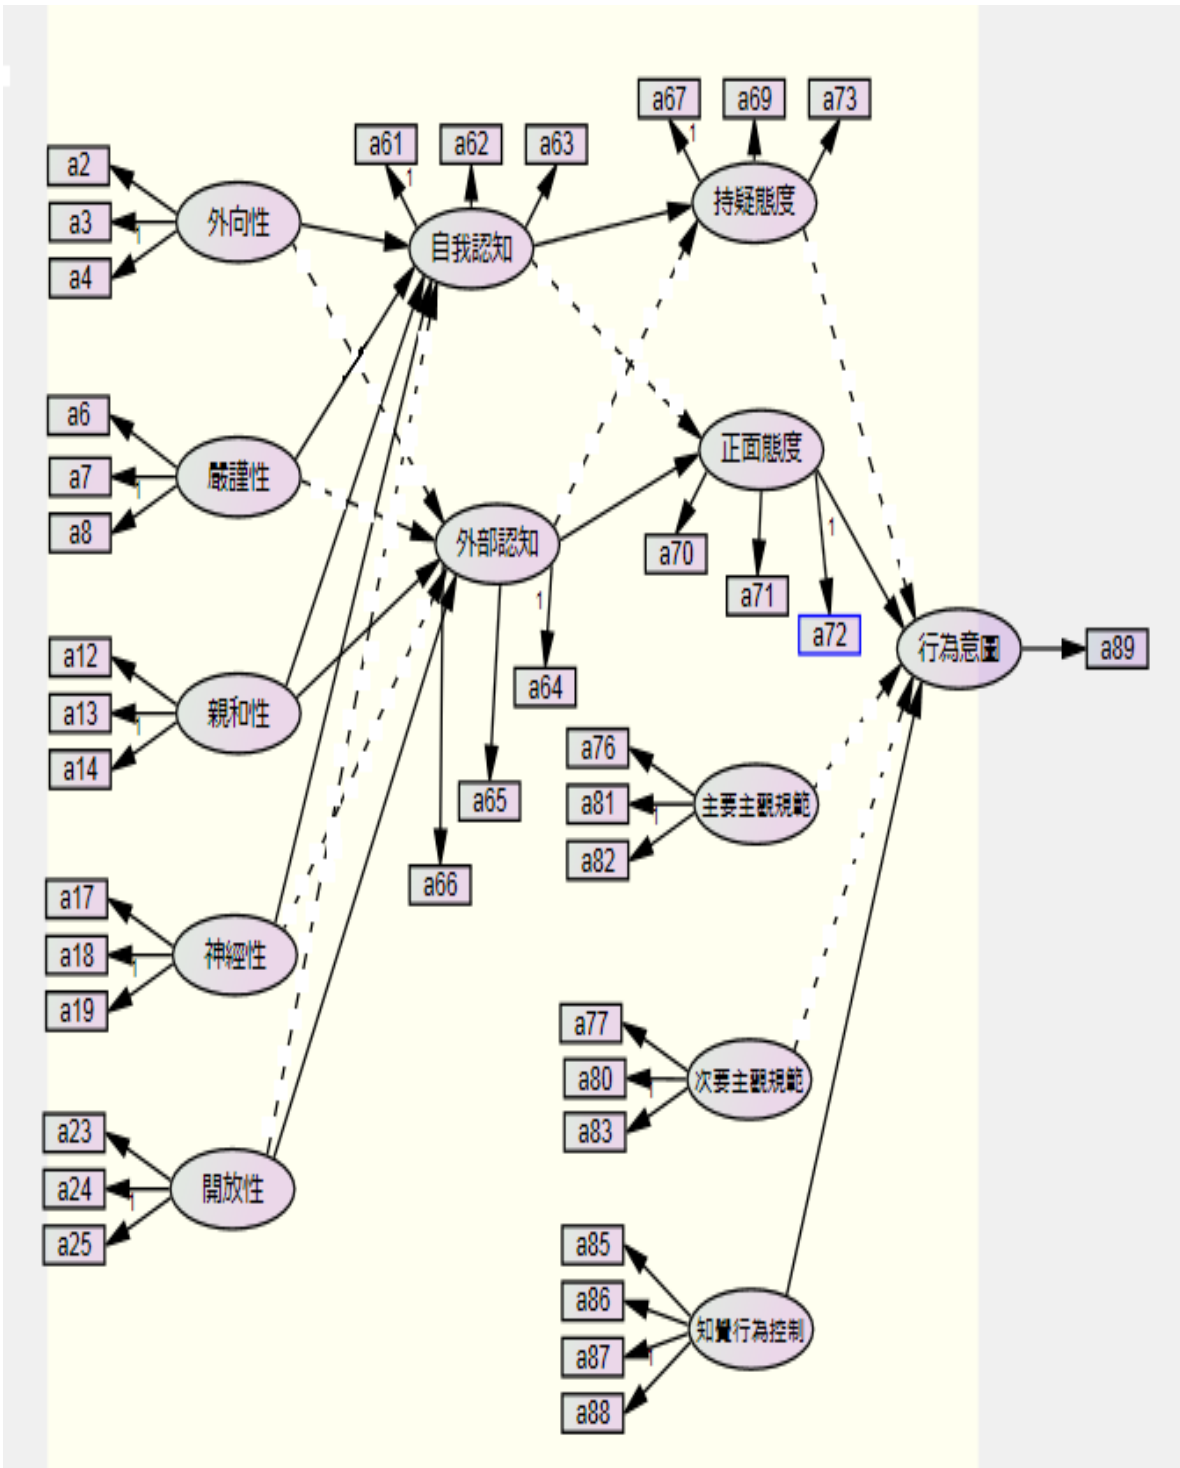 a67
a69
a73
a61
a62
a63
1
1
a2
a3
1
a4
外向性
自我認知
持疑態度
a6
a7
1
a8
嚴謹性
外部認知
正面態度
a70
a71
1
a72
1
a64
a65
a66
a12
a13
1
a14
親和性
行為意圖
a89
a76
a81
1
a82
主要主觀規範
a17
a18
1
a19
神經性
a77
a80
1
a83
次要主觀規範
a23
a24
1
a25
開放性
a85
a86
a87
1
a88
知覺行為控制